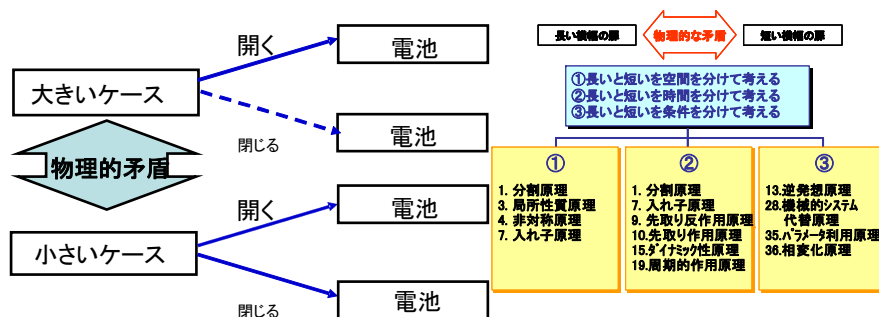 開く
電池
大きいケース
閉じる
電池
物理的矛盾
開く
電池
小さいケース
閉じる
電池
長い横幅の扉
物理的な矛盾
短い横幅の扉
①長いと短いを空間を分けて考える
②長いと短いを時間を分けて考える
③長いと短いを条件を分けて考える
①
1. 分割原理
3. 局所性質原理
4. 非対称原理
7. 入れ子原理
②
1. 分割原理
7. 入れ子原理
9. 先取り反作用原理
10.先取り作用原理
15.ダイナミック性原理
19.周期的作用原理
③
13.逆発想原理
28.機械的システム
代替原理
35.パラメータ利用原理
36.相変化原理